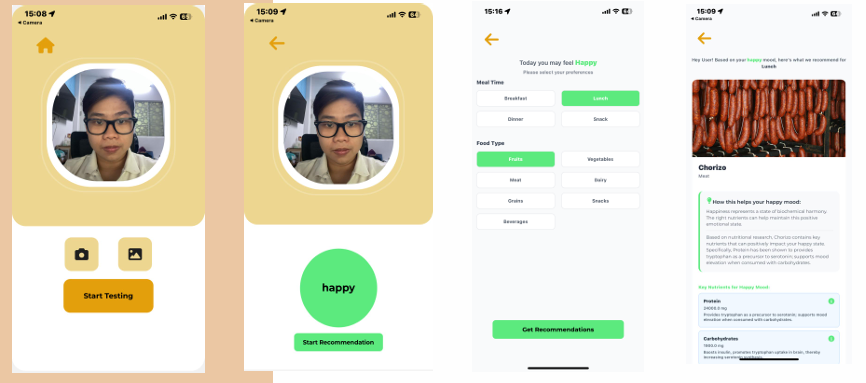 15:08
Camera
Start Testing
15:09
Camera
happy
Start Recommendation
15:16
Today you may feel Happy
Please select your preferences
Meal Time
Breakfast
Lunch
Dinner
Snack
Food Type
Fruits
Vegetables
Meat
Dairy
Grains
Snacks
Beverages
Get Recommendations
15:09
Camera
Hey User! Based on your happy mood, here's what we recommend for
Lunch
Chorizo
Meat
How this helps your happy mood:
Happiness represents a state of biochemical harmony.
The right nutrients can help maintain this positive
emotional state.
Based on nutritional research, Chorizo contains key
nutrients that can positively impact your happy state.
Specifically, Protein has been shown to provides
tryptophan as a precursor to serotonin; supports mood
elevation when consumed with carbohydrates.
Key Nutrients for Happy Mood:
Protein
Provides tryptophan as a precursor to serotonin; supports mood
elevation when consumed with carbohydrates.
Carbohydrates
Boosts insulin, promotes tryptophan uptake in brain, thereby
increasing serotonin